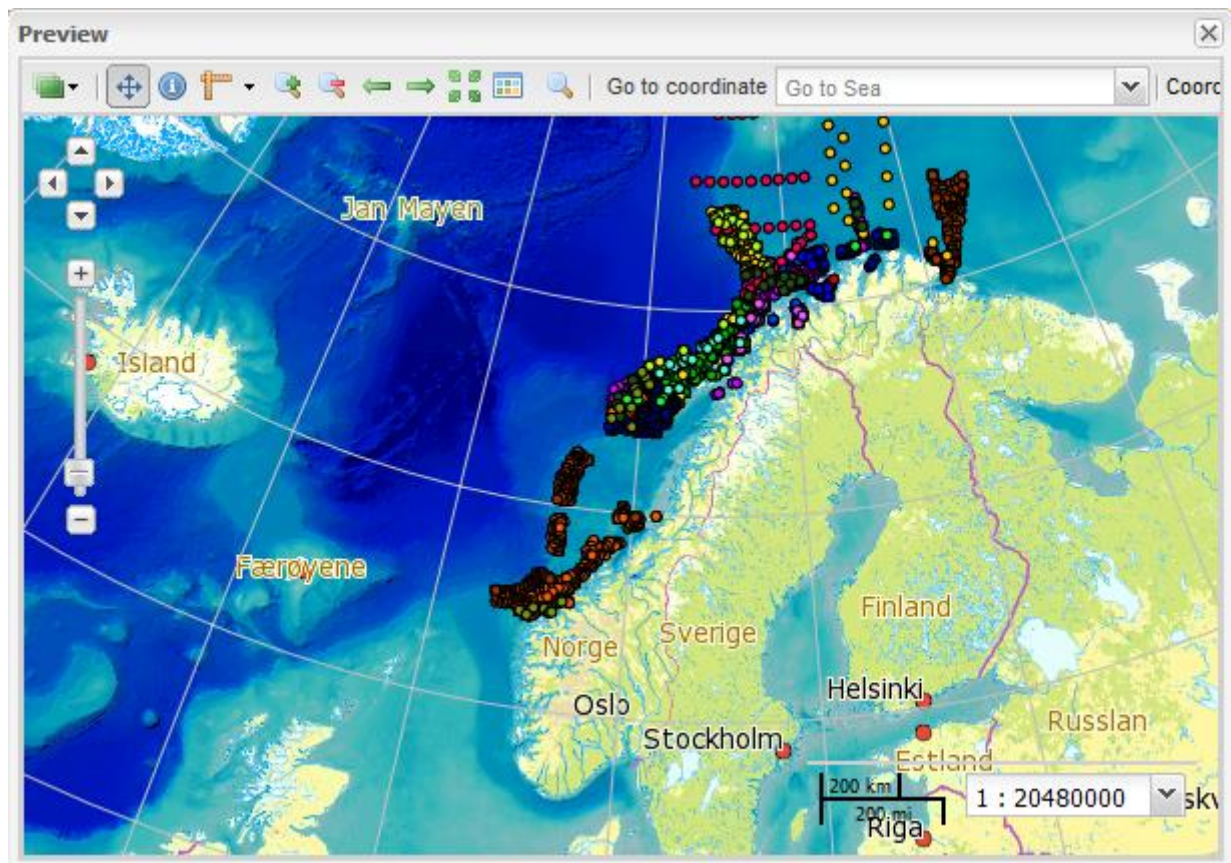 Preview
Go to coordinate Go to Sea Coorc
Jan Mayen
Island
Færøyene
Finland
Norge Sverige
Helsinki
Oslo
Russlan
Stockholm
Estland
200 km
1 : 20480000
200 mi
Riga